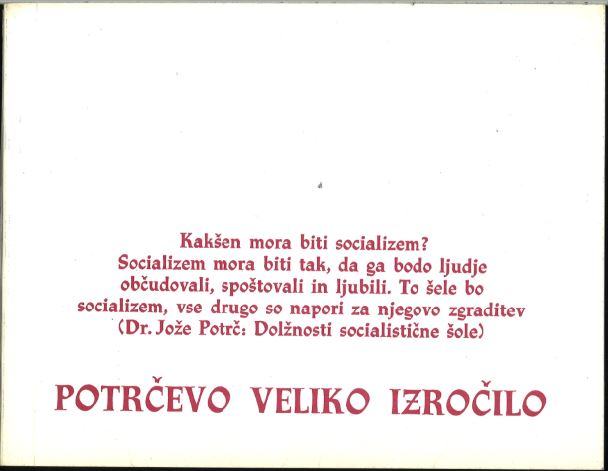 Kakšen mora biti socializem?
Socializem mora biti tak, da ga bodo ljudje
občudovali, spoštovali in ljubili. To šele bo
socializem, vse drugo so napori za njegovo zgraditev
(Dr. Jože Potrč: Dolžnosti socialistične šole)
POTRČEVO VELIKO IZROČILO